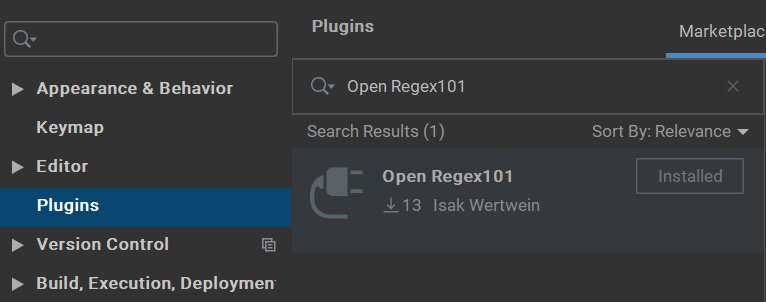 Plugins
Marketplac
Open Regex101
Appearance & Behavior
Keymap
Editor
Plugins
Version Control
Build, Execution, Deploymen
Search Results (1)
Sort By: Relevance
Open Regex101
Installed
13 Isak Wertwein